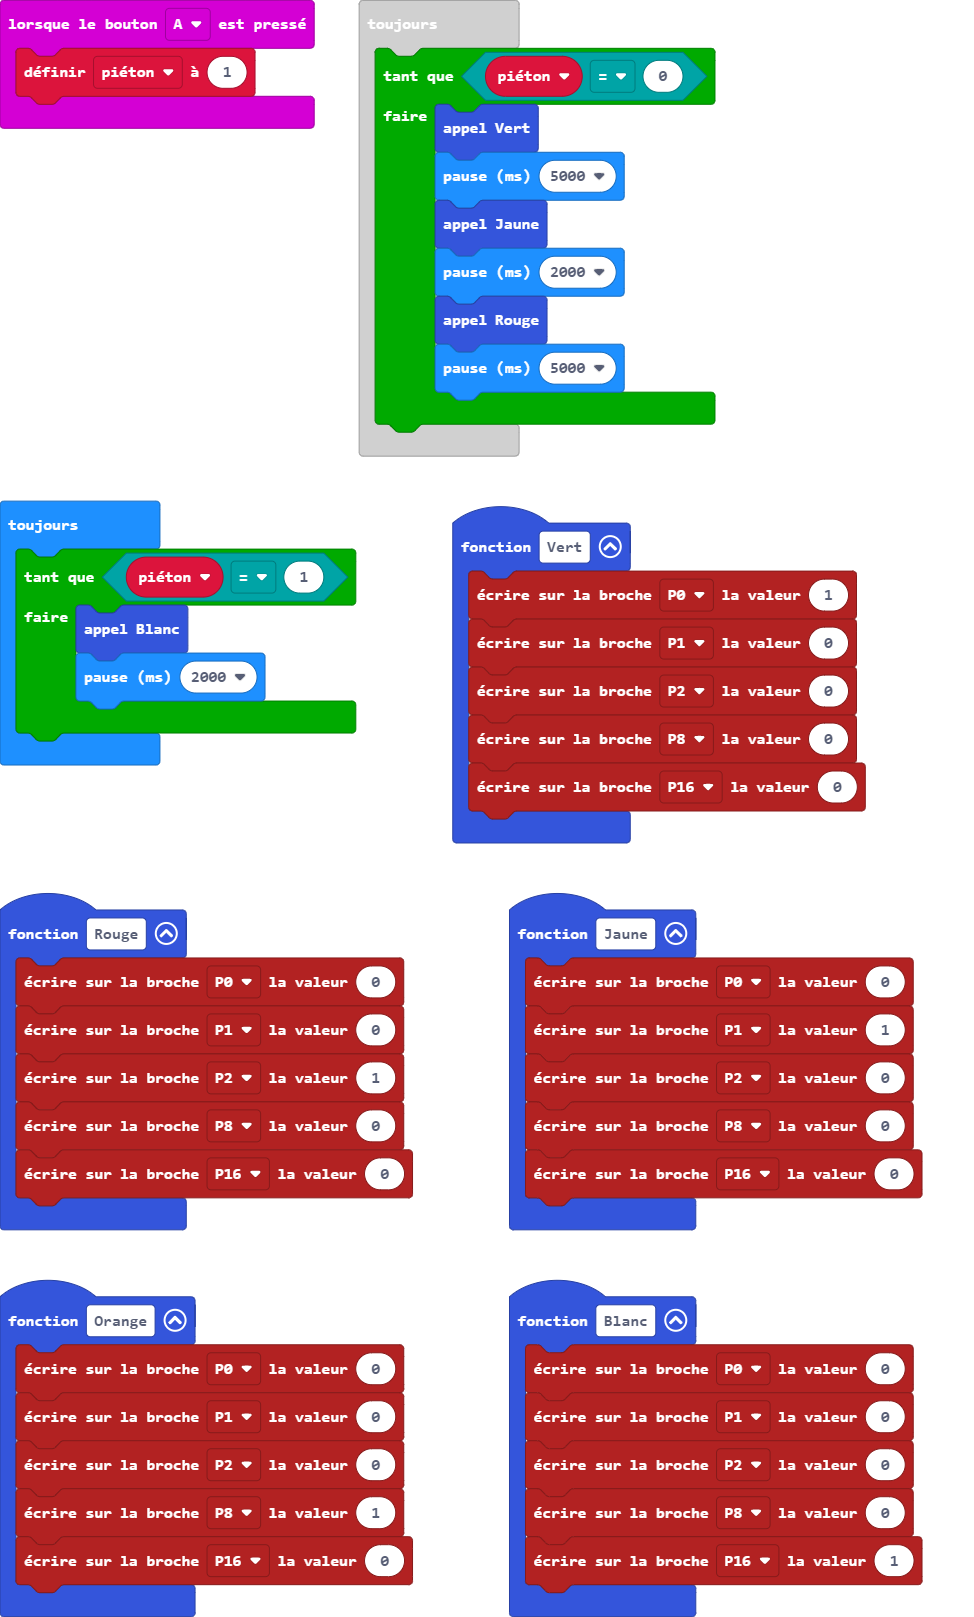 lorsque le bouton A est pressé
définir piéton à 1
toujours
tant que piéton = 0
faire
appel Vert
pause (ms) 5000
appel Jaune
pause (ms) 2000
appel Rouge
pause (ms) 5000
toujours
tant que piéton = 1
faire
appel Blanc
pause (ms) 2000
fonction Vert
écrire sur la broche P0 la valeur 1
écrire sur la broche P1 la valeur 0
écrire sur la broche P2 la valeur 0
écrire sur la broche P8 la valeur 0
écrire sur la broche P16 la valeur 0
fonction Rouge
écrire sur la broche P0 la valeur 0
écrire sur la broche P1 la valeur 0
écrire sur la broche P2 la valeur 1
écrire sur la broche P8 la valeur 0
écrire sur la broche P16 la valeur 0
fonction Jaune
écrire sur la broche P0 la valeur 0
écrire sur la broche P1 la valeur 1
écrire sur la broche P2 la valeur 0
écrire sur la broche P8 la valeur 0
écrire sur la broche P16 la valeur 0
fonction Orange
écrire sur la broche P0 la valeur 0
écrire sur la broche P1 la valeur 0
écrire sur la broche P2 la valeur 0
écrire sur la broche P8 la valeur 1
écrire sur la broche P16 la valeur 0
fonction Blanc
écrire sur la broche P0 la valeur 0
écrire sur la broche P1 la valeur 0
écrire sur la broche P2 la valeur 0
écrire sur la broche P8 la valeur 0
écrire sur la broche P16 la valeur 1